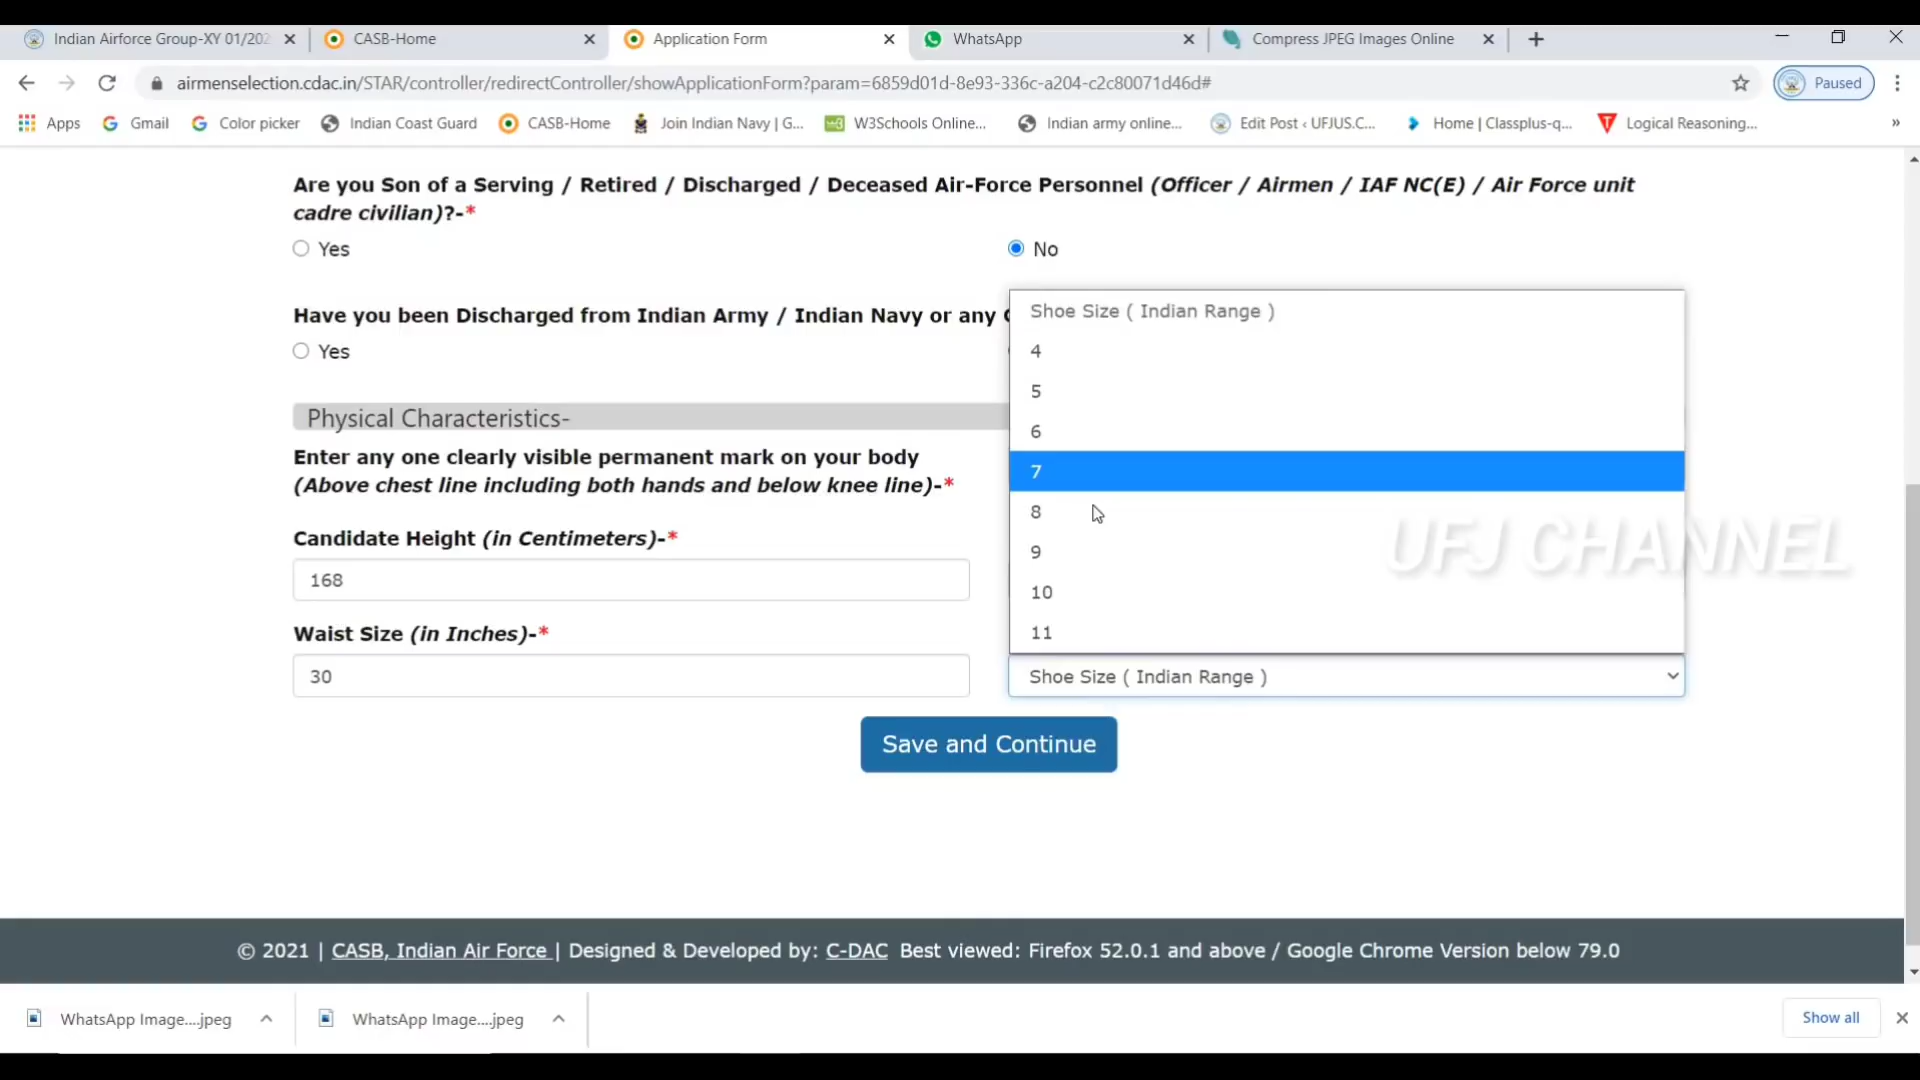 Indian Airforce Group-XY 01/202
CASB-Home
Application Form
WhatsApp
Compress JPEG Images Online
airmenselection.cdac.in/STAR/controller/redirectController/showApplicationForm?param=6859d01d-8e93-336c-a204-c2c80071d46d#
Paused
Apps
Gmail
Color picker
Indian Coast Guard
CASB-Home
Join Indian Navy | G...
W3Schools Online...
Indian army online...
Edit Post ‹ UFJUS.C...
Home | Classplus-q...
Logical Reasoning...
»
Are you Son of a Serving / Retired / Discharged / Deceased Air-Force Personnel (Officer / Airmen / IAF NC(E) / Air Force unit
cadre civilian)?-*
Yes
No
Have you been Discharged from Indian Army / Indian Navy or any
Yes
Physical Characteristics-
Enter any one clearly visible permanent mark on your body
(Above chest line including both hands and below knee line)-*
Candidate Height (in Centimeters)-*
168
Waist Size (in Inches)-*
30
Shoe Size ( Indian Range )
4
5
6
7
8
9
10
11
Shoe Size ( Indian Range )
UFJ CHANNEL
Save and Continue
© 2021 | CASB, Indian Air Force | Designed & Developed by: C-DAC Best viewed: Firefox 52.0.1 and above / Google Chrome Version below 79.0
WhatsApp Image....jpeg
WhatsApp Image....jpeg
Show all